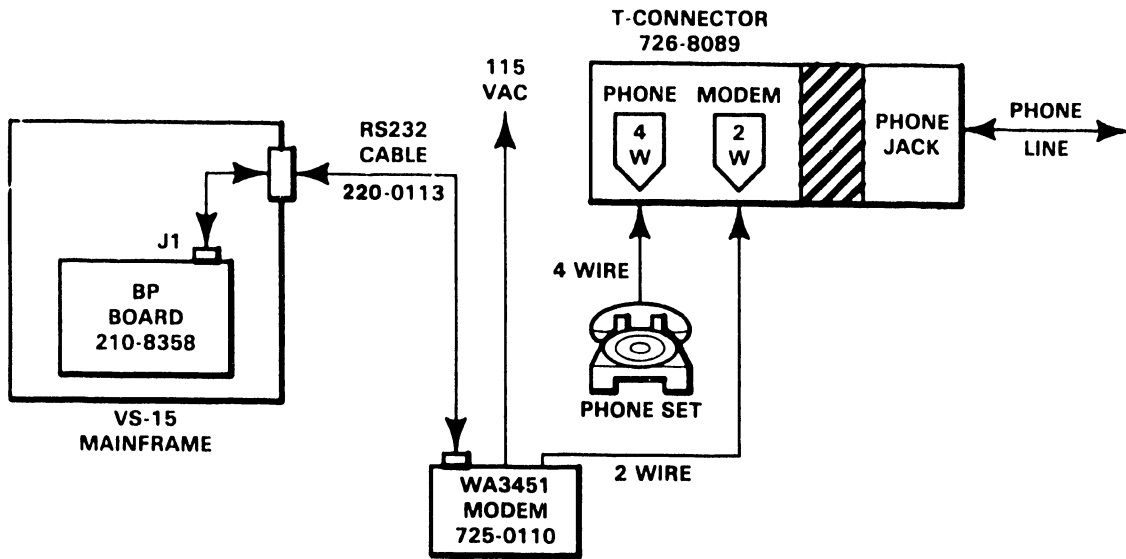 T-CONNECTOR
726-8089
115
VAC
PHONE
MODEM
4
W
2
W
PHONE
JACK
PHONE
LINE
RS232
CABLE
220-0113
J1
BP
BOARD
210-8358
VS-15
MAINFRAME
4 WIRE
PHONE SET
2 WIRE
WA3451
MODEM
725-0110